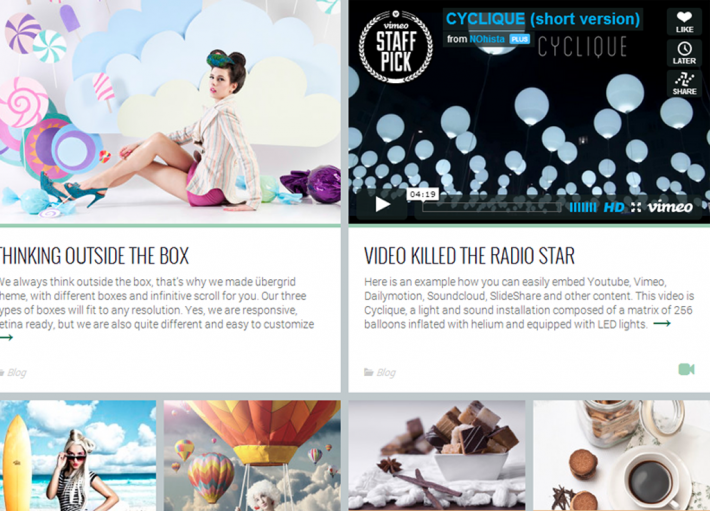 CYCLIQUE (short version)
from NOhista PLUS
vimeo
STAFF
PICK
CYCLIQUE
LIKE
LATER
SHARE
04:19
HD
vimeo
THINKING OUTSIDE THE BOX
We always think outside the box, that's why we made übergrid
theme, with different boxes and infinitive scroll for you. Our three
types of boxes will fit to any resolution. Yes, we are responsive,
retina ready, but we are also quite different and easy to customize
Blog
VIDEO KILLED THE RADIO STAR
Here is an example how you can easily embed Youtube, Vimeo,
Dailymotion, Soundcloud, SlideShare and other content. This video is
Cyclique, a light and sound installation composed of a matrix of 256
balloons inflated with helium and equipped with LED lights.
Blog